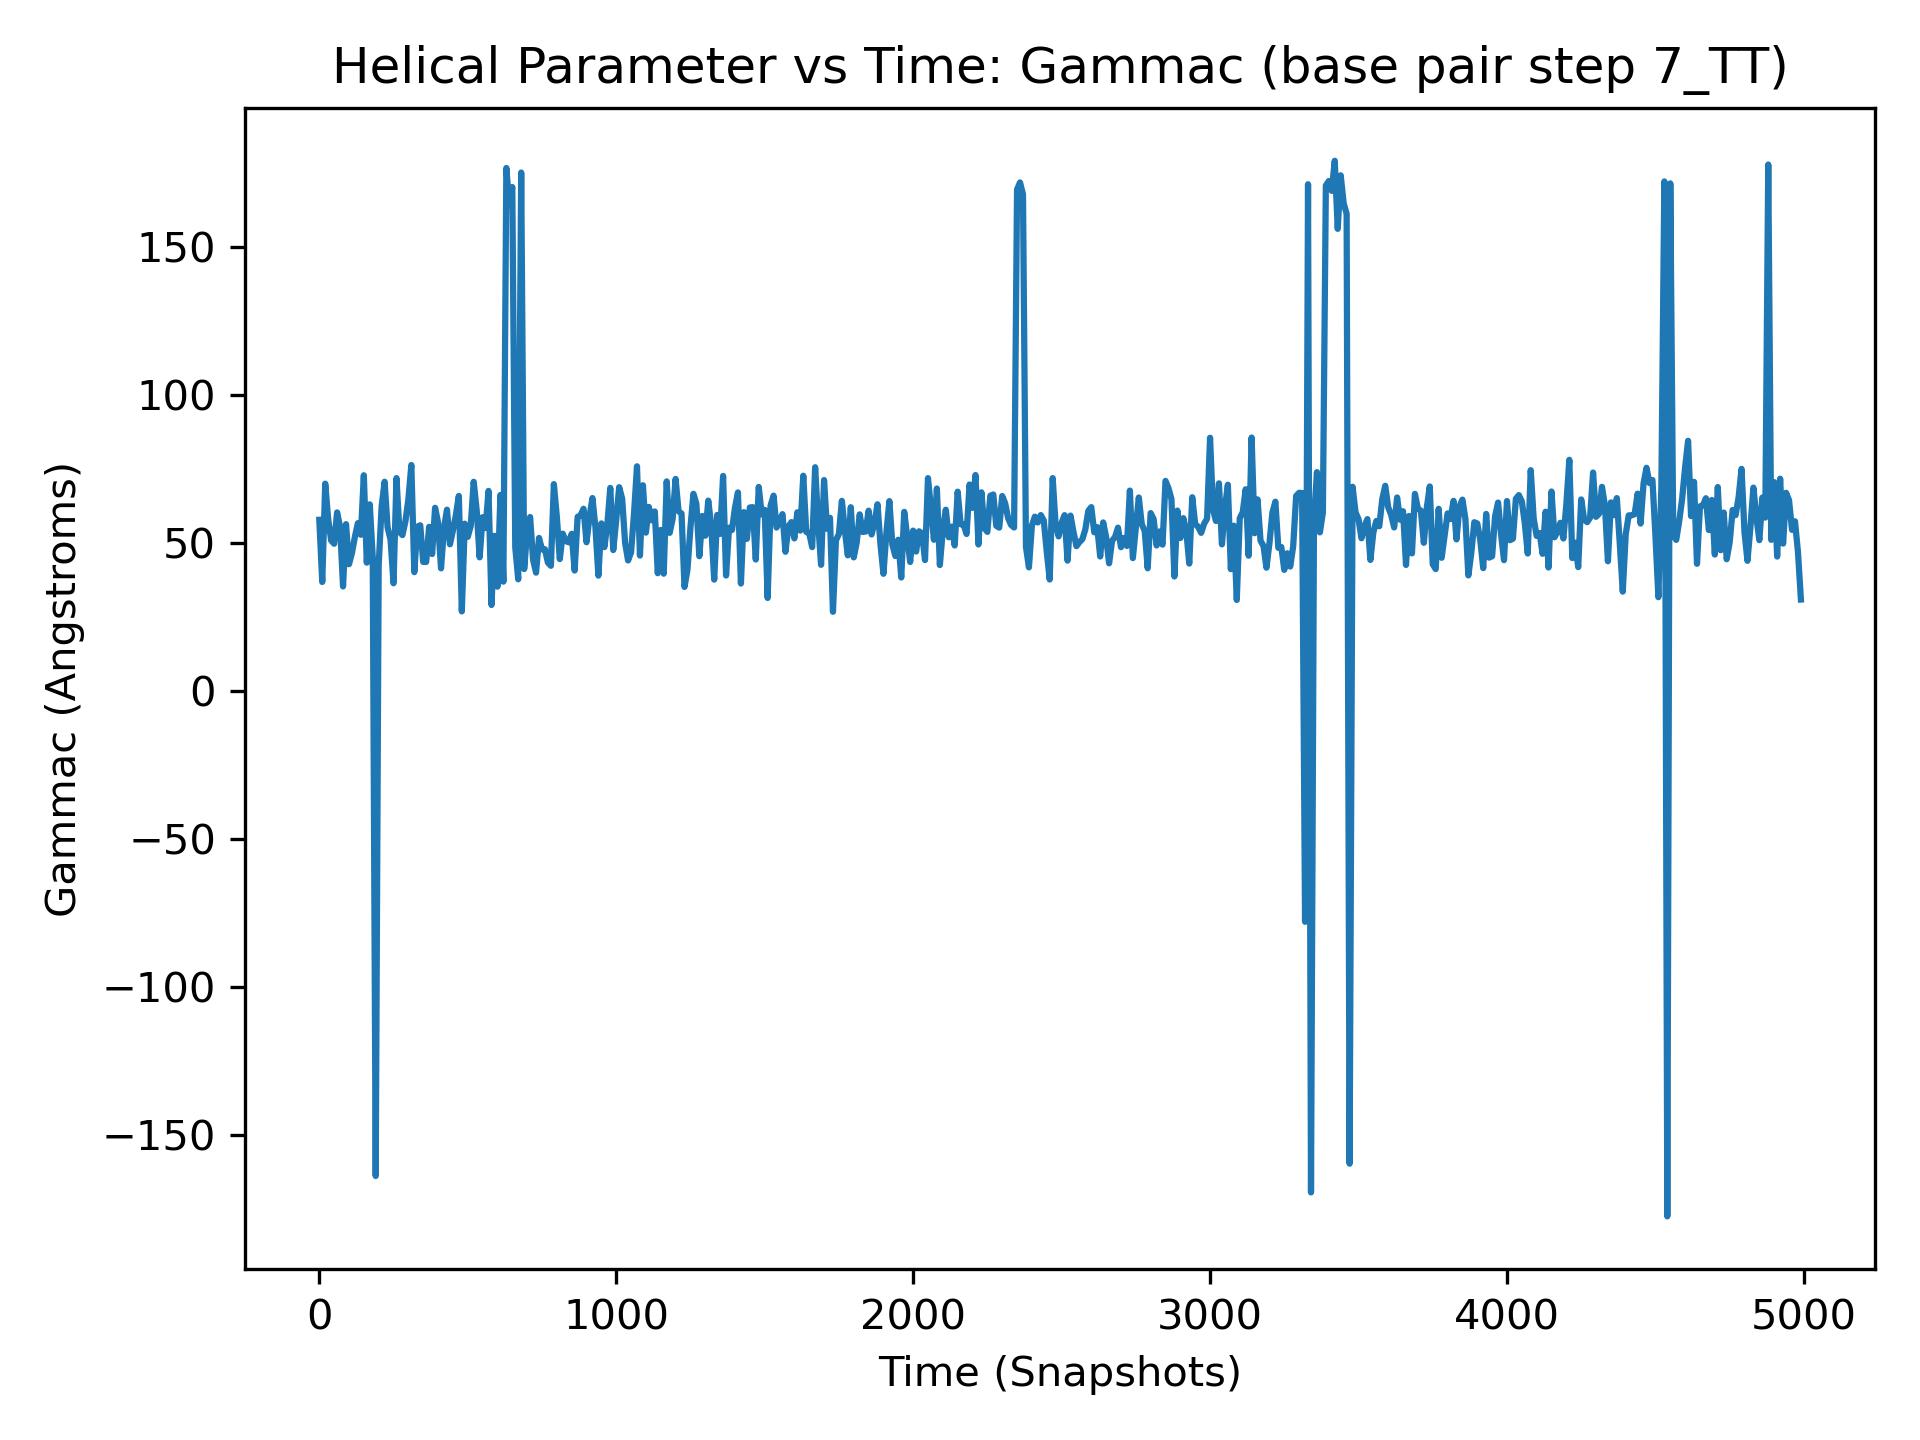 Helical Parameter vs Time: Gammac (base pair step 7_TT)
150
100
50
0
−50
−100
−150
Gammac (Angstroms)
0 1000 2000 3000 4000 5000
Time (Snapshots)